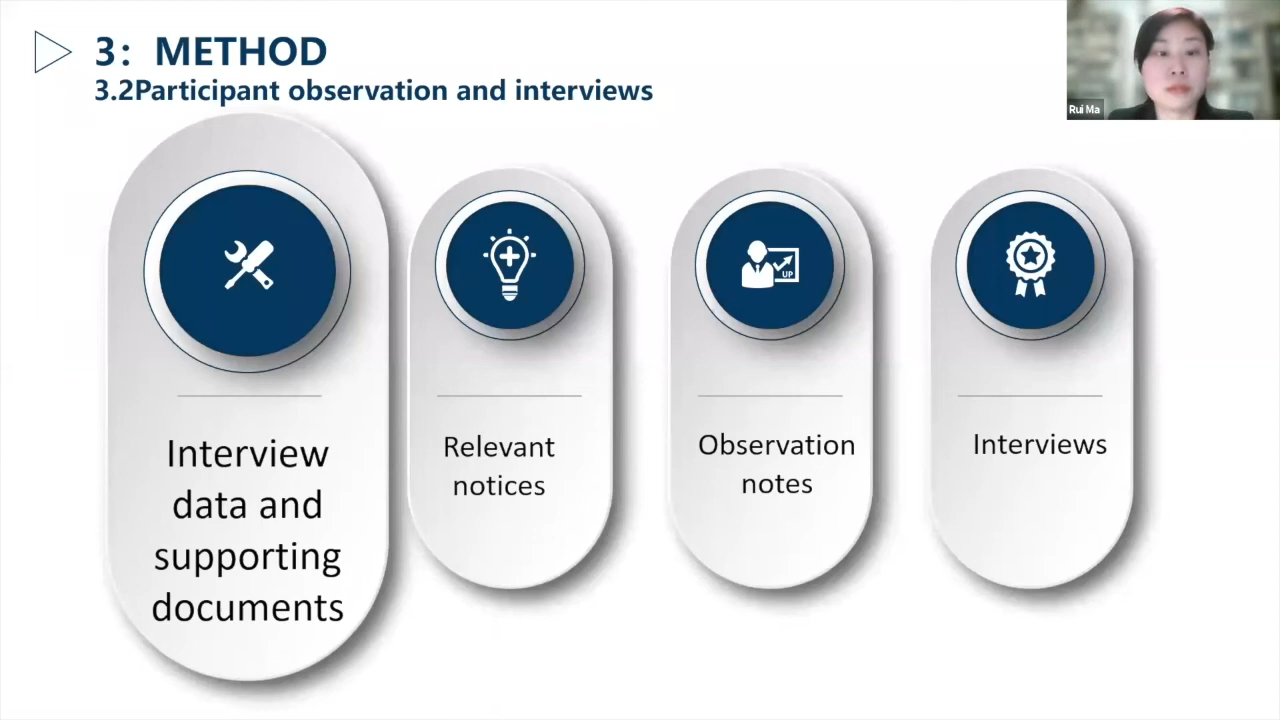 3：METHOD
3.2Participant observation and interviews
Rui Ma
Interview
data and
supporting
documents
Relevant
notices
UP
Observation
notes
Interviews